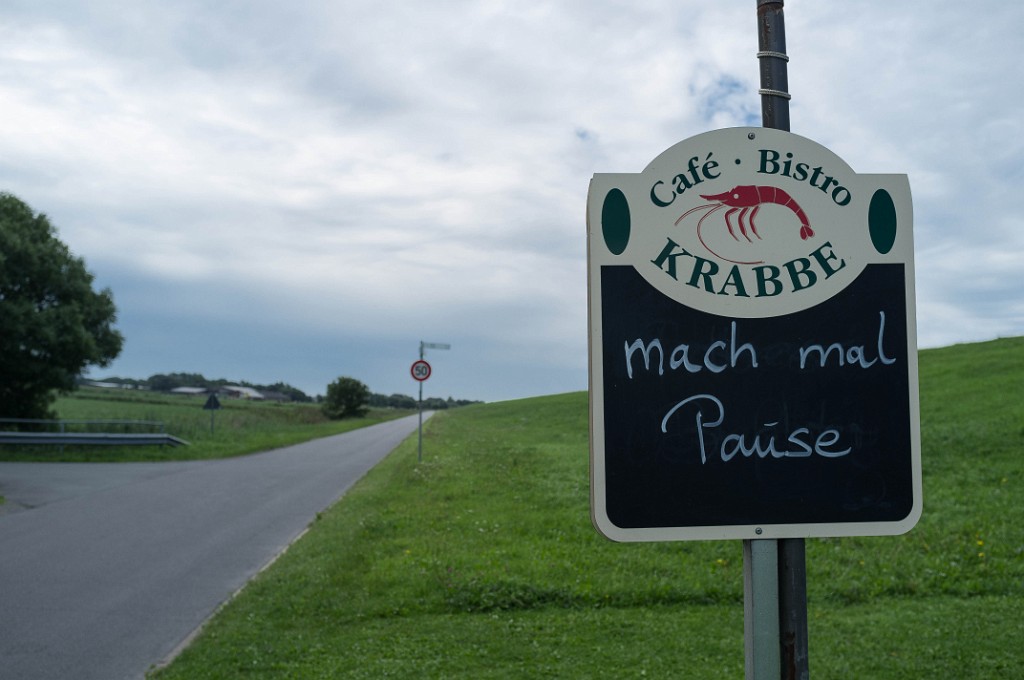 Café · Bistro
KRABBE
mach mal
Pause
50